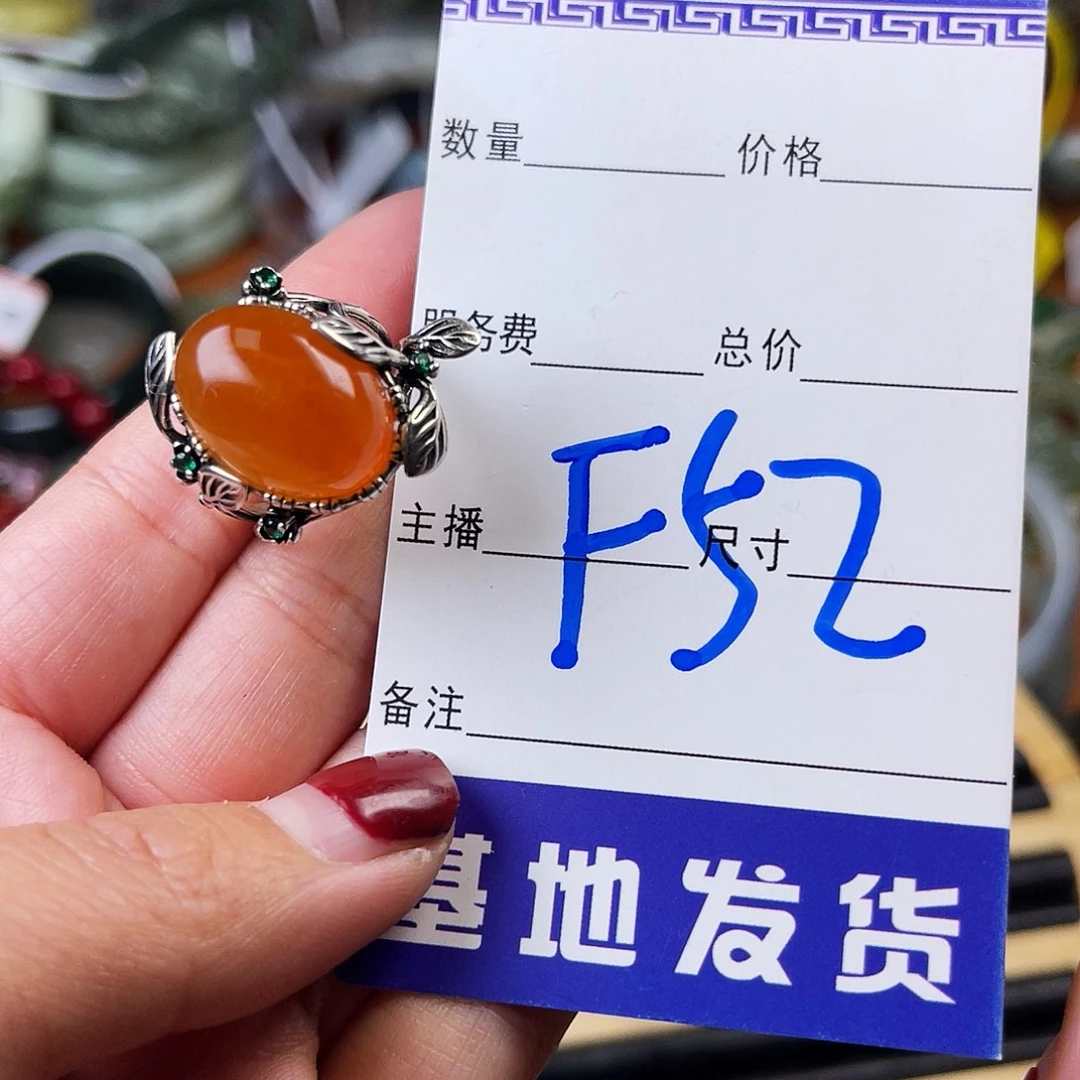 数量 价格
服务费 总价
F52
主播 尺寸
备注
基地发货